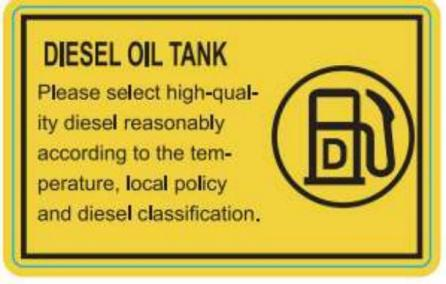 DIESEL OIL TANK
Please select high-qual-
ity diesel reasonably
according to the tem-
perature, local policy
and diesel classification.
D